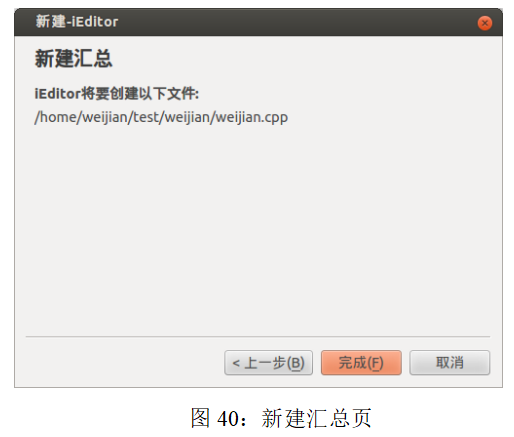 新建-iEditor
新建汇总
iEditor将要创建以下文件:
/home/weijian/test/weijian/weijian.cpp
< 上一步(B) 完成(F) 取消
图 40：新建汇总页